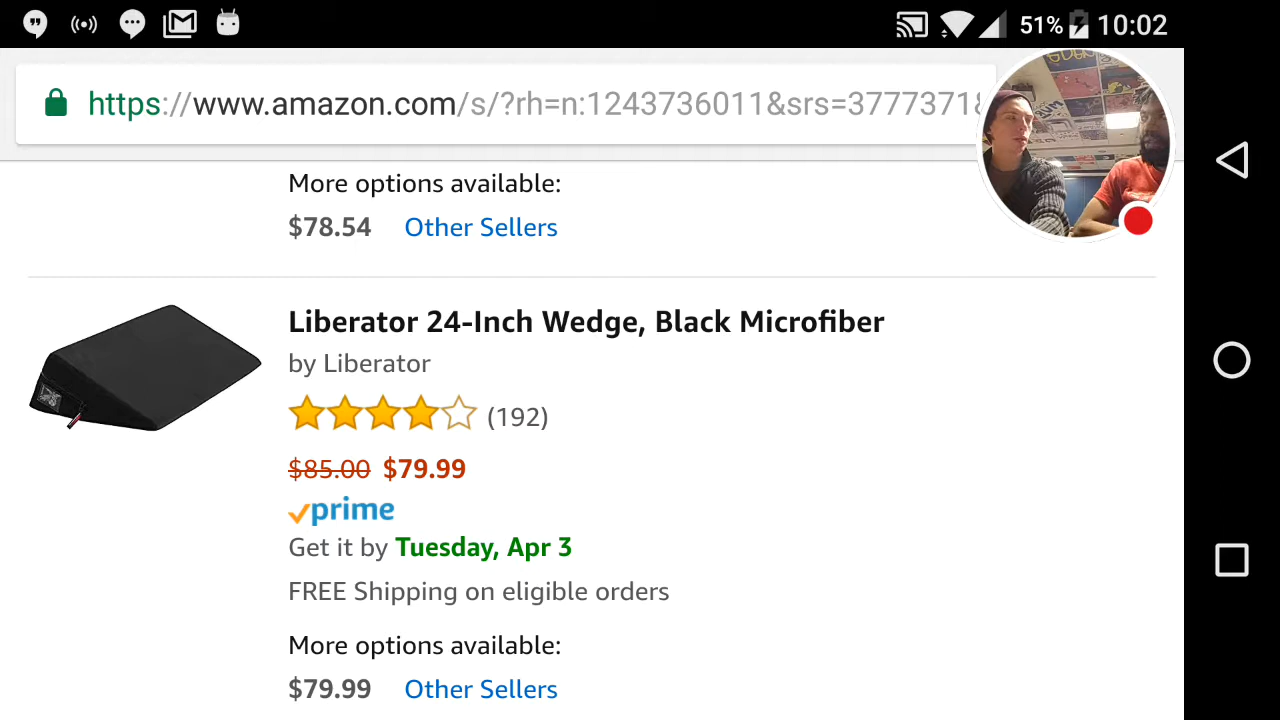 51% 10:02
https://www.amazon.com/s/?rh=n:1243736011&srs=3777371&
More options available:
$78.54 Other Sellers
Liberator 24-Inch Wedge, Black Microfiber
by Liberator
(192)
$85.00 $79.99
prime
Get it by Tuesday, Apr 3
FREE Shipping on eligible orders
More options available:
$79.99 Other Sellers